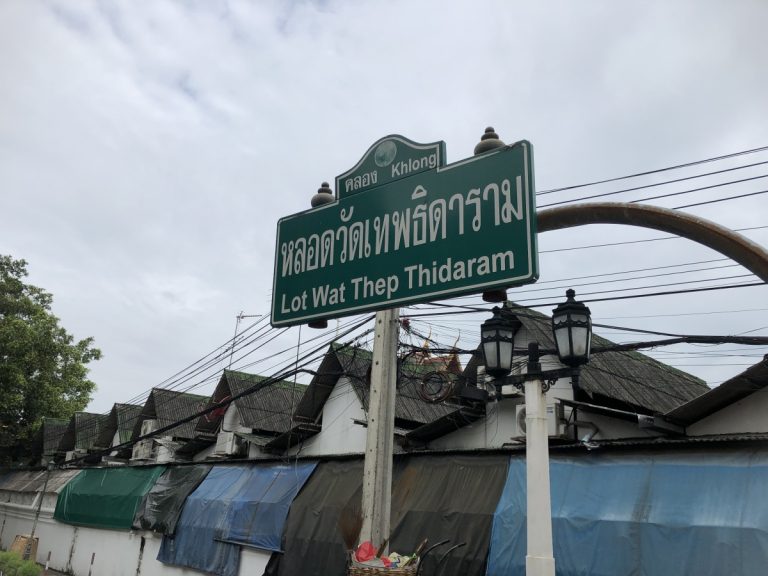 คลอง Khlong
หลอดวัดเทพธิดาราม
Lot Wat Thep Thidaram